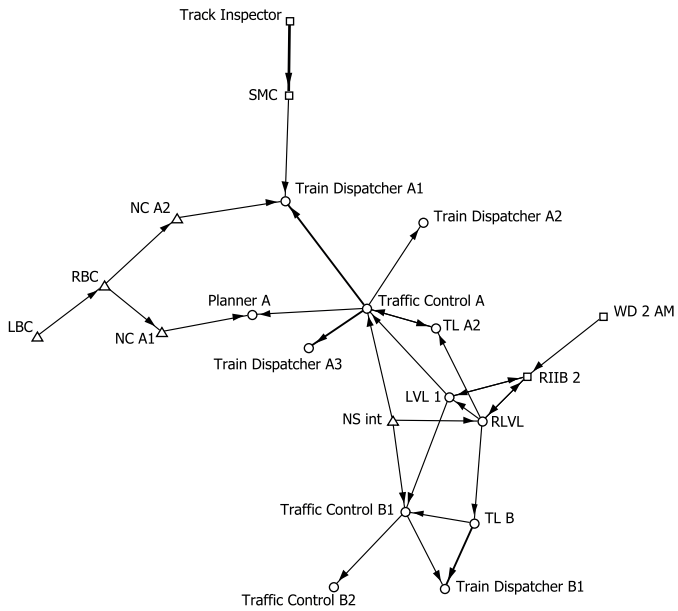 Track Inspector
SMC
Train Dispatcher A1
NC A2
Train Dispatcher A2
RBC
Planner A
Traffic Control A
LBC
NC A1
TL A2
WD 2 AM
Train Dispatcher A3
RIIB 2
LVL 1
NS int
RLVL
Traffic Control B1
TL B
Train Dispatcher B1
Traffic Control B2